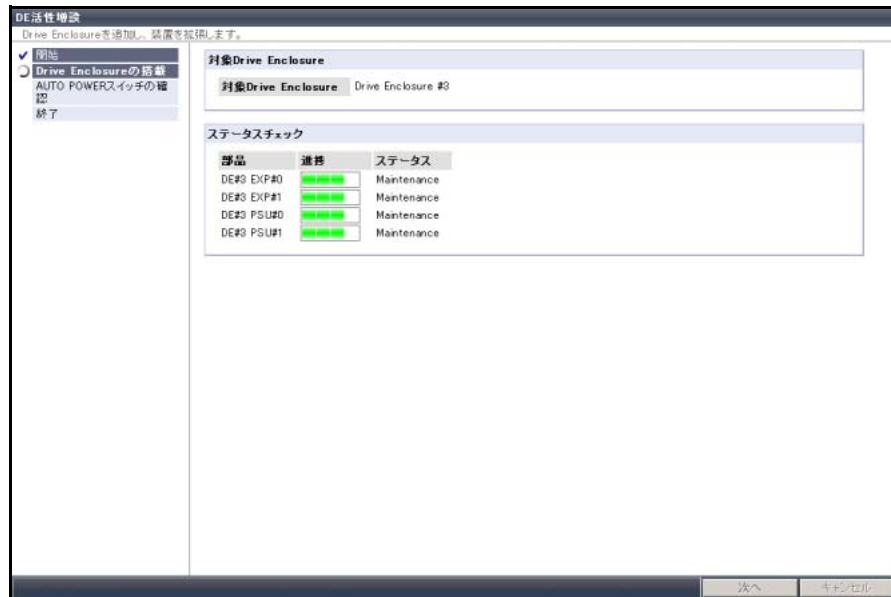 DE活性増設
Drive Enclosureを追加し、装置を拡張します。
開始
Drive Enclosureの搭載
AUTO POWERスイッチの確
認
終了
対象Drive Enclosure
対象Drive Enclosure Drive Enclosure #3
ステータスチェック
部品 進捗 ステータス
DE#3 EXP#0 Maintenance
DE#3 EXP#1 Maintenance
DE#3 PSU#0 Maintenance
DE#3 PSU#1 Maintenance
次へ キャンセル